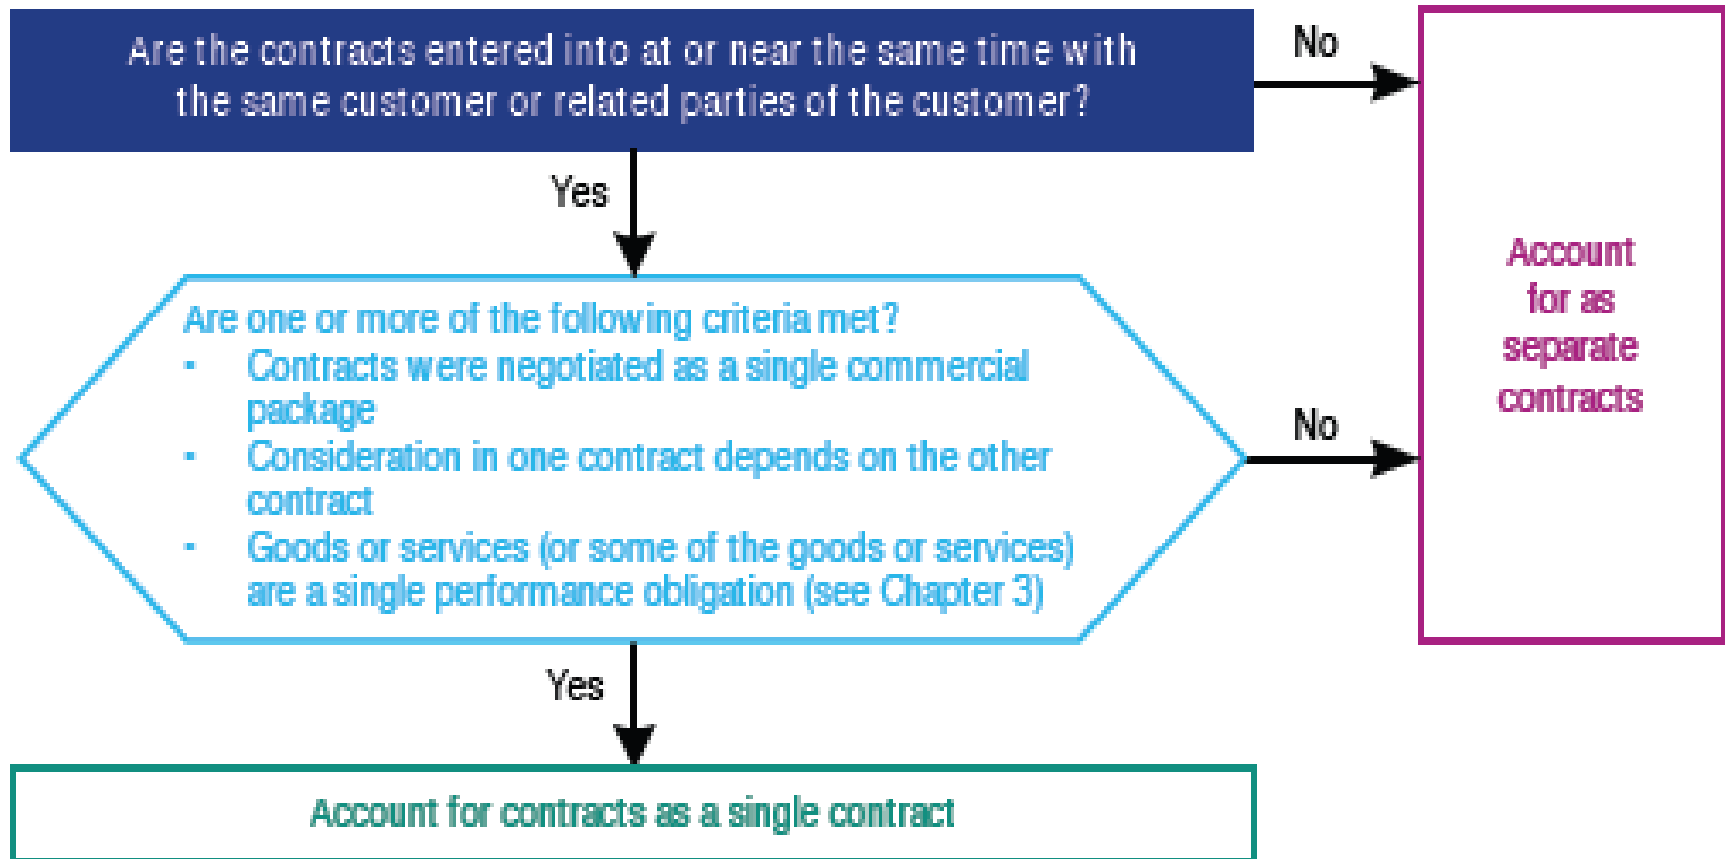 Are the contracts entered into at or near the same time with
the same customer or related parties of the customer?
No
Yes
Are one or more of the following criteria met?
- Contracts were negotiated as a single commercial
package
- Consideration in one contract depends on the other
contract
- Goods or services (or some of the goods or services)
are a single performance obligation (see Chapter 3)
No
Account
for as
separate
contracts
Yes
Account for contracts as a single contract